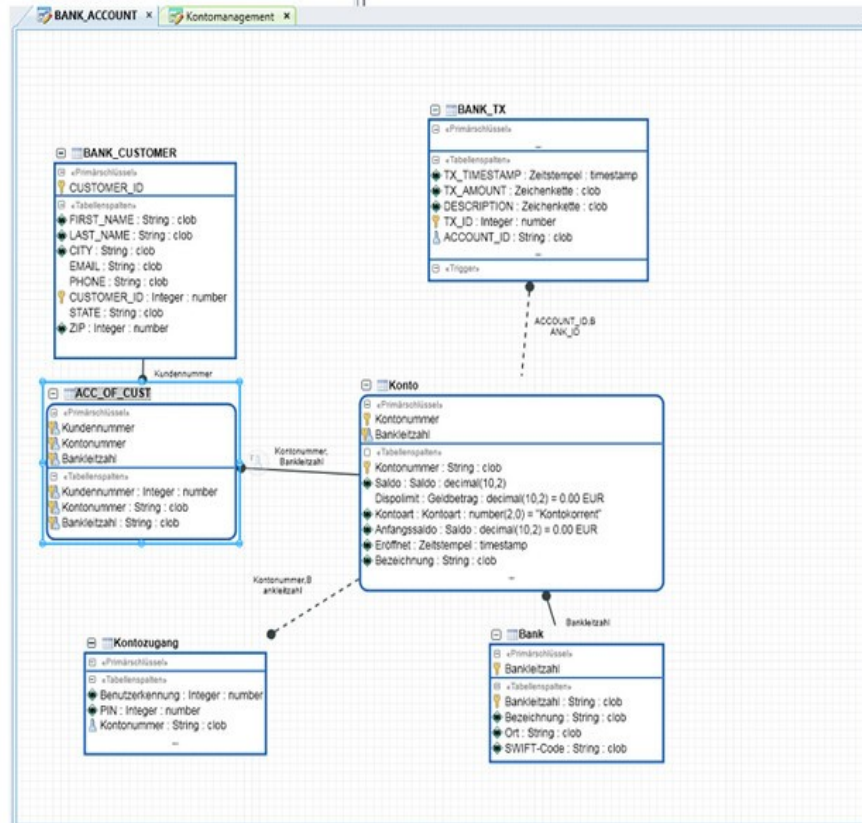 BANK_ACCOUNT × Kontomanagement ×
BANK_TX
«Primärschlüssel»
...
«Tabellenspalten»
TX_TIMESTAMP : Zeitstempel : timestamp
TX_AMOUNT : Zeichenkette : clob
DESCRIPTION : Zeichenkette : clob
TX_ID : Integer : number
ACCOUNT_ID : String : clob
...
«Trigger»
BANK_CUSTOMER
«Primärschlüssel»
CUSTOMER_ID
«Tabellenspalten»
FIRST_NAME : String : clob
LAST_NAME : String : clob
CITY : String : clob
EMAIL : String : clob
PHONE : String : clob
CUSTOMER_ID : Integer : number
STATE : String : clob
ZIP : Integer : number
ACCOUNT_ID,B
ANK_ID
Kundennummer
ACC_OF_CUST
«Primärschlüssel»
Kundennummer
Kontonummer
Bankleitzahl
«Tabellenspalten»
Kundennummer : Integer : number
Kontonummer : String : clob
Bankleitzahl : String : clob
Kontonummer,
Bankleitzahl
Konto
«Primärschlüssel»
Kontonummer
Bankleitzahl
«Tabellenspalten»
Kontonummer : String : clob
Saldo : Saldo : decimal(10,2)
Dispolimit : Geldbetrag : decimal(10,2) = 0.00 EUR
Kontoart : Kontoart : number(2,0) = "Kontokorrent"
Anfangssaldo : Saldo : decimal(10,2) = 0.00 EUR
Eröffnet : Zeitstempel : timestamp
Bezeichnung : String : clob
...
Kontonummer,B
ankleitzahl
Bankleitzahl
Kontozugang
«Primärschlüssel»
«Tabellenspalten»
Benutzerkennung : Integer : number
PIN : Integer : number
Kontonummer : String : clob
...
Bank
«Primärschlüssel»
Bankleitzahl
«Tabellenspalten»
Bankleitzahl : String : clob
Bezeichnung : String : clob
Ort : String : clob
SWIFT-Code : String : clob